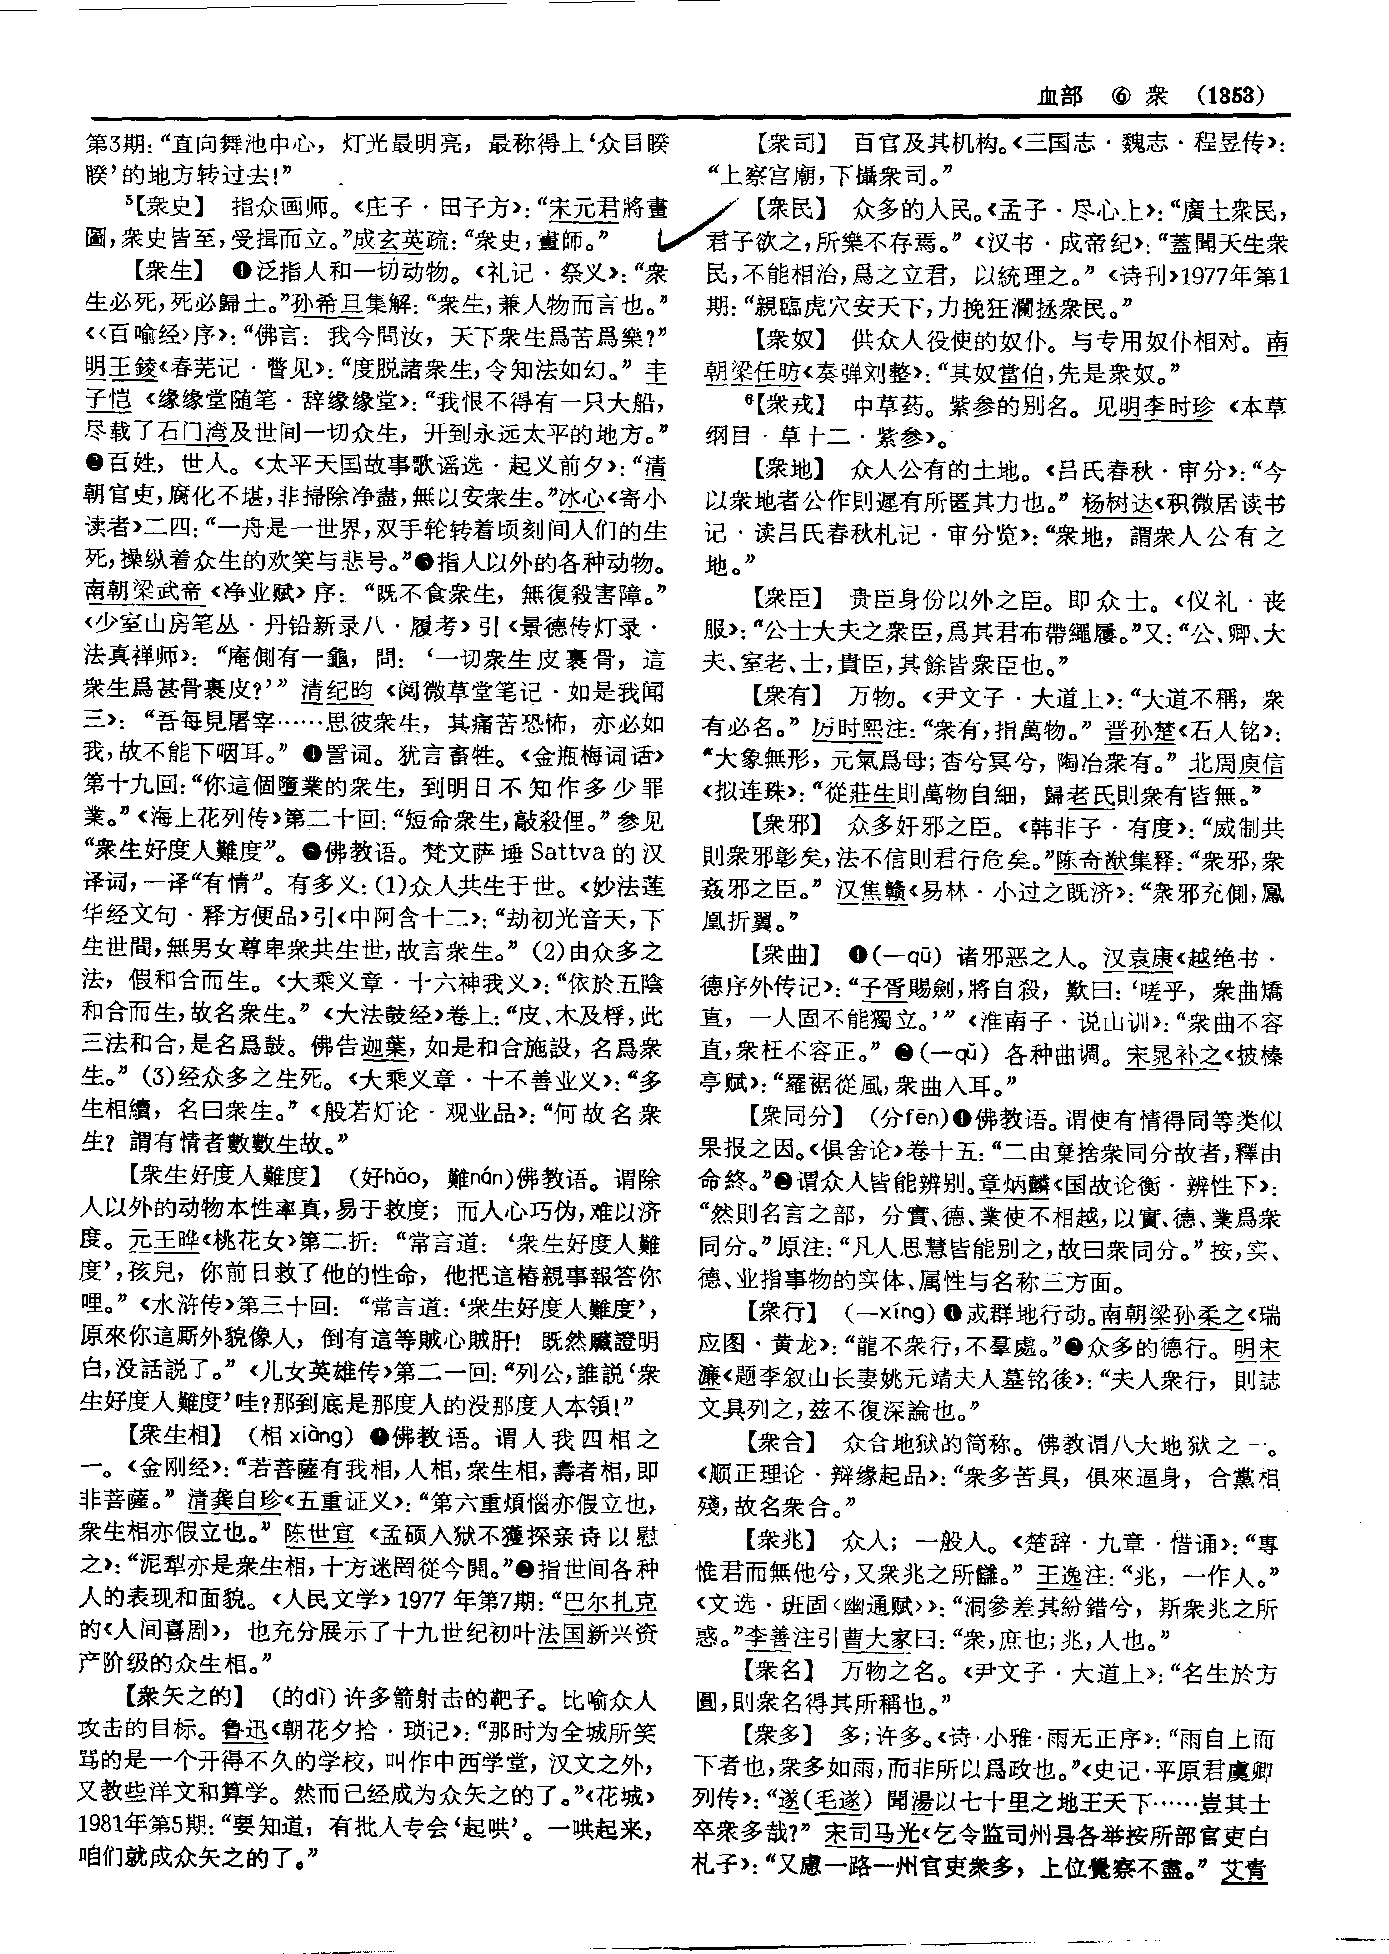 血部　⑥　衆　（1353）
第3期：“直向舞池中心，灯光最明亮，最称得上‘众目睽
睽’的地方转过去！”
⁵【衆史】　指众画师。《庄子·田子方》：“宋元君將畫
圖，衆史皆至，受揖而立。”成玄英疏：“衆史，畫師。”
【衆生】　❶泛指人和一切动物。《礼记·祭义》：“衆
生必死，死必歸土。”孙希旦集解：“衆生，兼人物而言也。”
《〈百喻经〉序》：“佛言：我今問汝，天下衆生爲苦爲樂？”
明王錂《春芜记·瞥见》：“度脱諸衆生，令知法如幻。”丰
子恺《缘缘堂随笔·辞缘缘堂》：“我恨不得有一只大船，
尽载了石门湾及世间一切众生，开到永远太平的地方。”
❷百姓，世人。《太平天国故事歌谣选·起义前夕》：“清
朝官吏，腐化不堪，非掃除净盡，無以安衆生。”冰心《寄小
读者》二四：“一舟是一世界，双手轮转着顷刻间人们的生
死，操纵着众生的欢笑与悲号。”❸指人以外的各种动物。
南朝梁武帝《净业赋》序：“既不食衆生，無復殺害障。”
《少室山房笔丛·丹铅新录八·履考》引《景德传灯录·
法真禅师》：“庵側有一龜，問：‘一切衆生皮裹骨，這
衆生爲甚骨裹皮？’”清纪昀《阅微草堂笔记·如是我闻
三》：“吾每見屠宰……思彼衆生，其痛苦恐怖，亦必如
我，故不能下咽耳。”❹詈词。犹言畜牲。《金瓶梅词话》
第十九回：“你這個墮業的衆生，到明日不知作多少罪
業。”《海上花列传》第二十回：“短命衆生，敲殺俚。”参见
“衆生好度人難度”。❺佛教语。梵文萨埵Sattva的汉
译词，一译“有情”。有多义：(1)众人共生于世。《妙法莲
华经文句·释方便品》引《中阿含十二》：“劫初光音天，下
生世間，無男女尊卑衆共生世，故言衆生。”(2)由众多之
法，假和合而生。《大乘义章·十六神我义》：“依於五陰
和合而生，故名衆生。”《大法鼓经》卷上：“皮、木及桴，此
三法和合，是名爲鼓。佛告迦葉，如是和合施設，名爲衆
生。”(3)经众多之生死。《大乘义章·十不善业义》：“多
生相續，名曰衆生。”《般若灯论·观业品》：“何故名衆
生？謂有情者數數生故。”
【衆生好度人難度】　（好hǎo，難nán）佛教语。谓除
人以外的动物本性率真，易于救度；而人心巧伪，难以济
度。元王晔《桃花女》第二折：“常言道：‘衆生好度人難
度’，孩兒，你前日救了他的性命，他把這樁親事報答你
哩。”《水浒传》第三十回：“常言道：‘衆生好度人難度’，
原來你這厮外貌像人，倒有這等賊心賊肝！既然贜證明
白，没話説了。”《儿女英雄传》第二一回：“列公，誰説‘衆
生好度人難度’哇？那到底是那度人的没那度人本領！”
【衆生相】　（相xiàng）❶佛教语。谓人我四相之
一。《金刚经》：“若菩薩有我相，人相，衆生相，壽者相，即
非菩薩。”清龚自珍《五重证义》：“第六重煩惱亦假立也，
衆生相亦假立也。”陈世宜《孟硕入狱不獲探亲诗以慰
之》：“泥犁亦是衆生相，十方迷罔從今開。”❷指世间各种
人的表现和面貌。《人民文学》1977年第7期：“巴尔扎克
的《人间喜剧》，也充分展示了十九世纪初叶法国新兴资
产阶级的众生相。”
【衆矢之的】　（的dì）许多箭射击的靶子。比喻众人
攻击的目标。鲁迅《朝花夕拾·琐记》：“那时为全城所笑
骂的是一个开得不久的学校，叫作中西学堂，汉文之外，
又教些洋文和算学。然而已经成为众矢之的了。”《花城》
1981年第5期：“要知道，有批人专会‘起哄’。一哄起来，
咱们就成众矢之的了。”
【衆司】　百官及其机构。《三国志·魏志·程昱传》：
“上察宫廟，下攝衆司。”
【衆民】　众多的人民。《孟子·尽心上》：“廣土衆民，
君子欲之，所樂不存焉。”《汉书·成帝纪》：“蓋聞天生衆
民，不能相治，爲之立君，以統理之。”《诗刊》1977年第1
期：“親臨虎穴安天下，力挽狂瀾拯衆民。”
【衆奴】　供众人役使的奴仆。与专用奴仆相对。南
朝梁任昉《奏弹刘整》：“其奴當伯，先是衆奴。”
⁶【衆戎】　中草药。紫参的别名。见明李时珍《本草
纲目·草十二·紫参》。
【衆地】　众人公有的土地。《吕氏春秋·审分》：“今
以衆地者公作則遲有所匿其力也。”杨树达《积微居读书
记·读吕氏春秋札记·审分览》：“衆地，謂衆人公有之
地。”
【衆臣】　贵臣身份以外之臣。即众士。《仪礼·丧
服》：“公士大夫之衆臣，爲其君布帶繩屨。”又：“公、卿、大
夫、室老、士，貴臣，其餘皆衆臣也。”
【衆有】　万物。《尹文子·大道上》：“大道不稱，衆
有必名。”厉时熙注：“衆有，指萬物。”晋孙楚《石人铭》：
“大象無形，元氣爲母；杳兮冥兮，陶冶衆有。”北周庾信
《拟连珠》：“從莊生則萬物自細，歸老氏則衆有皆無。”
【衆邪】　众多奸邪之臣。《韩非子·有度》：“威制共
則衆邪彰矣，法不信則君行危矣。”陈奇猷集释：“衆邪，衆
姦邪之臣。”汉焦赣《易林·小过之既济》：“衆邪充側，鳳
凰折翼。”
【衆曲】　❶（—qū）诸邪恶之人。汉袁康《越绝书·
德序外传记》：“子胥賜劍，將自殺，歎曰：‘嗟乎，衆曲矯
直，一人固不能獨立。’”《淮南子·说山训》：“衆曲不容
直，衆枉不容正。”❷（—qǔ）各种曲调。宋晁补之《披榛
亭赋》：“羅裾從風，衆曲入耳。”
【衆同分】　（分fēn）❶佛教语。谓使有情得同等类似
果报之因。《俱舍论》卷十五：“二由棄捨衆同分故者，釋由
命終。”❷谓众人皆能辨别。章炳麟《国故论衡·辨性下》：
“然則名言之部，分實、德、業使不相越，以實、德、業爲衆
同分。”原注：“凡人思慧皆能别之，故曰衆同分。”按，实、
德、业指事物的实体、属性与名称三方面。
【衆行】　（—xíng）❶成群地行动。南朝梁孙柔之《瑞
应图·黄龙》：“龍不衆行，不羣處。”❷众多的德行。明宋
濂《题李叙山长妻姚元靖夫人墓铭後》：“夫人衆行，則誌
文具列之，兹不復深論也。”
【衆合】　众合地狱的简称。佛教谓八大地狱之一。
《顺正理论·辩缘起品》：“衆多苦具，俱來逼身，合黨相
殘，故名衆合。”
【衆兆】　众人；一般人。《楚辞·九章·惜诵》：“專
惟君而無他兮，又衆兆之所讎。”王逸注：“兆，一作人。”
《文选·班固〈幽通赋〉》：“洞參差其紛錯兮，斯衆兆之所
惑。”李善注引曹大家曰：“衆，庶也；兆，人也。”
【衆名】　万物之名。《尹文子·大道上》：“名生於方
圓，則衆名得其所稱也。”
【衆多】　多；许多。《诗·小雅·雨无正序》：“雨自上而
下者也，衆多如雨，而非所以爲政也。”《史记·平原君虞卿
列传》：“遂（毛遂）聞湯以七十里之地王天下……豈其士
卒衆多哉？”宋司马光《乞令监司州县各举按所部官吏白
札子》：“又慮一路一州官吏衆多，上位覺察不盡。”艾青